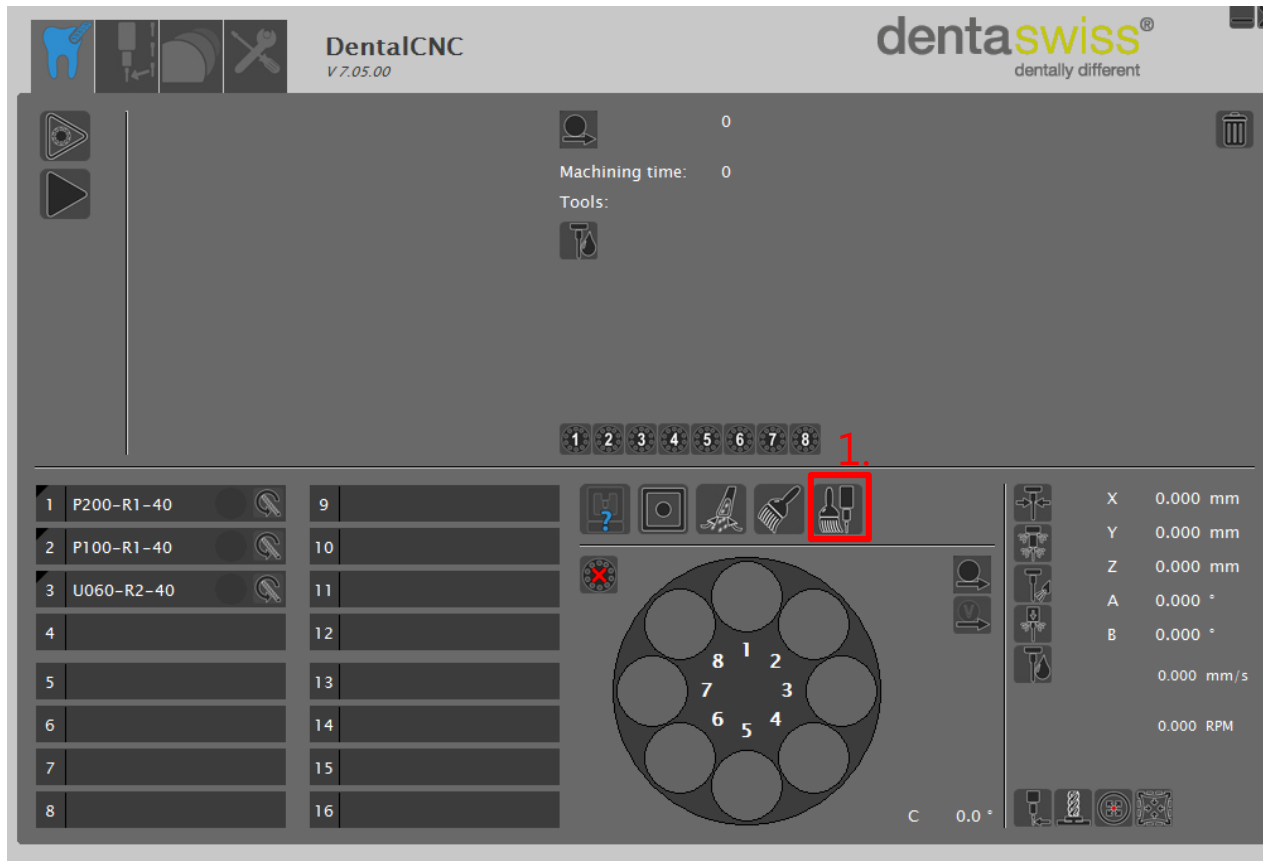 DentalCNC
V 7.05.00
dentaswiss®
dentally different
0
Machining time: 0
Tools:
1 2 3 4 5 6 7 8
1.
1 P200-R1-40
2 P100-R1-40
3 U060-R2-40
4
5
6
7
8
9
10
11
12
13
14
15
16
?
1
2
3
4
5
6
7
8
V
C 0.0 °
X 0.000 mm
Y 0.000 mm
Z 0.000 mm
A 0.000 °
B 0.000 °
0.000 mm/s
0.000 RPM